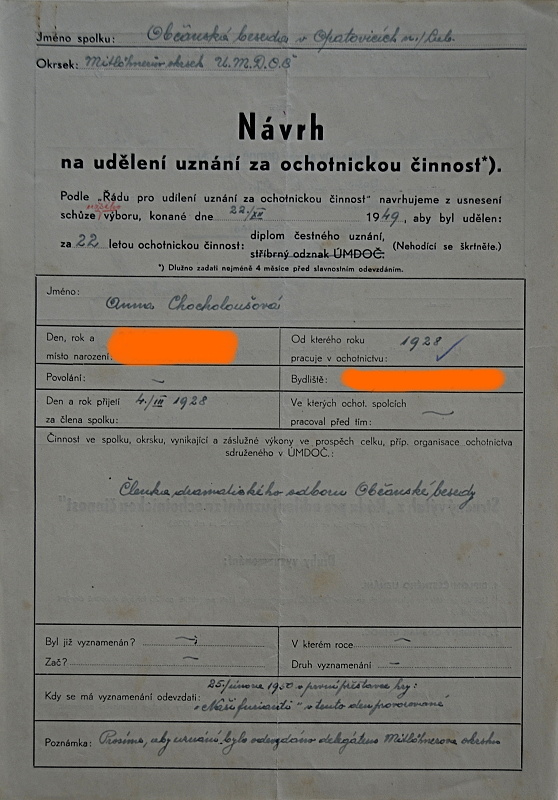 Jméno spolku: Občanská beseda v Opatovicích n./Lab.
Okrsek: Mitlöhnerův okrsek Ú.M.D.O.Č
Návrh
na udělení uznání za ochotnickou činnost*).
Podle „Řádu pro udílení uznání za ochotnickou činnost" navrhujeme z usnesení
schůze výboru, konané dne 22./XII 1949, aby byl udělen:
za 22 letou ochotnickou činnost: diplom čestného uznání,
stříbrný odznak ÚMDOČ. (Nehodící se škrtněte.)
*) Dlužno zadati nejméně 4 měsíce před slavnostním odevzdáním.
Jméno:
Anna Chocholoušová
Den, rok a
místo narození:
Od kterého roku 1928
pracuje v ochotnictvu:
Povolání: —
Bydliště:
Den a rok přijetí 4./III 1928
za člena spolku:
Ve kterých ochot. spolcích
pracoval před tím: —
Činnost ve spolku, okrsku, vynikající a záslužné výkony ve prospěch celku, příp. organisace ochotnictva
sdruženého v ÚMDOČ.:
Členka dramatického odboru Občanské besedy
Byl již vyznamenán? —
Zač? —
V kterém roce —
Druh vyznamenání —
25./února 1950 o první přestávce hry:
Kdy se má vyznamenání odevzdati: „Naši furianti" v tento den provozované
Poznámka: Prosíme, aby uznání bylo odevzdáno delegátem Mitlöhnerova okrsku